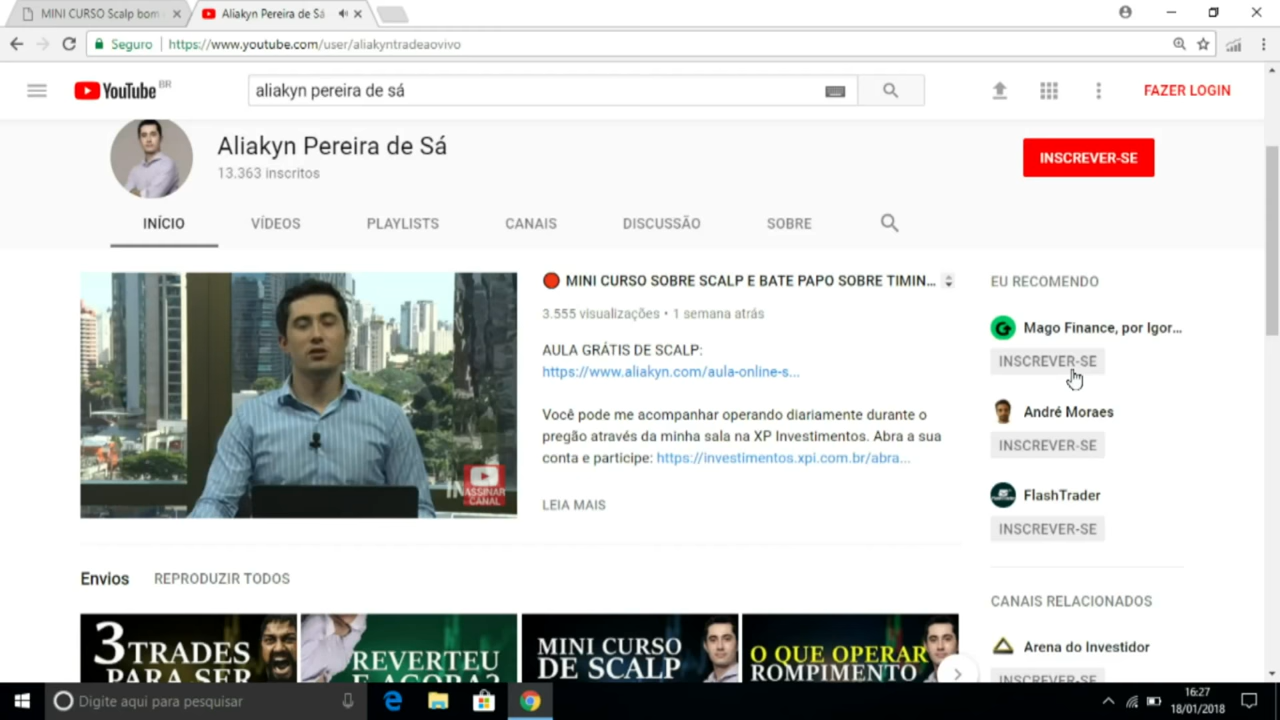 MINI CURSO Scalp bom
Aliakyn Pereira de Sá
Seguro
https://www.youtube.com/user/aliakyntradeaovivo
YouTube BR
aliakyn pereira de sá
FAZER LOGIN
Aliakyn Pereira de Sá
13.363 inscritos
INSCREVER-SE
INÍCIO
VÍDEOS
PLAYLISTS
CANAIS
DISCUSSÃO
SOBRE
MINI CURSO SOBRE SCALP E BATE PAPO SOBRE TIMIN...
3.555 visualizações • 1 semana atrás
AULA GRÁTIS DE SCALP:
https://www.aliakyn.com/aula-online-s...
Você pode me acompanhar operando diariamente durante o
pregão através da minha sala na XP Investimentos. Abra a sua
conta e participe: https://investimentos.xpi.com.br/abra...
LEIA MAIS
ASSINAR
CANAL
EU RECOMENDO
Mago Finance, por Igor...
INSCREVER-SE
André Moraes
INSCREVER-SE
FlashTrader
INSCREVER-SE
Envios
REPRODUZIR TODOS
3 TRADES
PARA SER
REVERTEU
E AGORA?
MINI CURSO
DE SCALP
O QUE OPERAR
ROMPIMENTO
CANAIS RELACIONADOS
Arena do Investidor
INSCREVER-SE
Digite aqui para pesquisar
16:27
18/01/2018